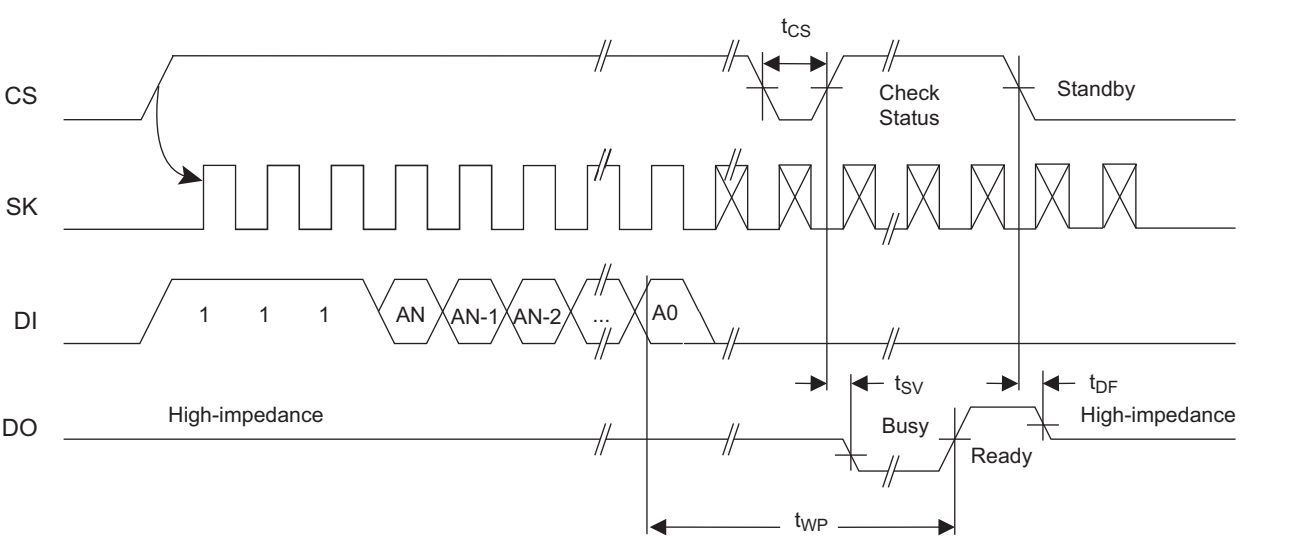 tCS
CS
Check
Status
Standby
SK
DI
1 1 1 AN AN-1 AN-2 ... A0
tSV
tDF
DO
High-impedance
Busy
Ready
High-impedance
tWP